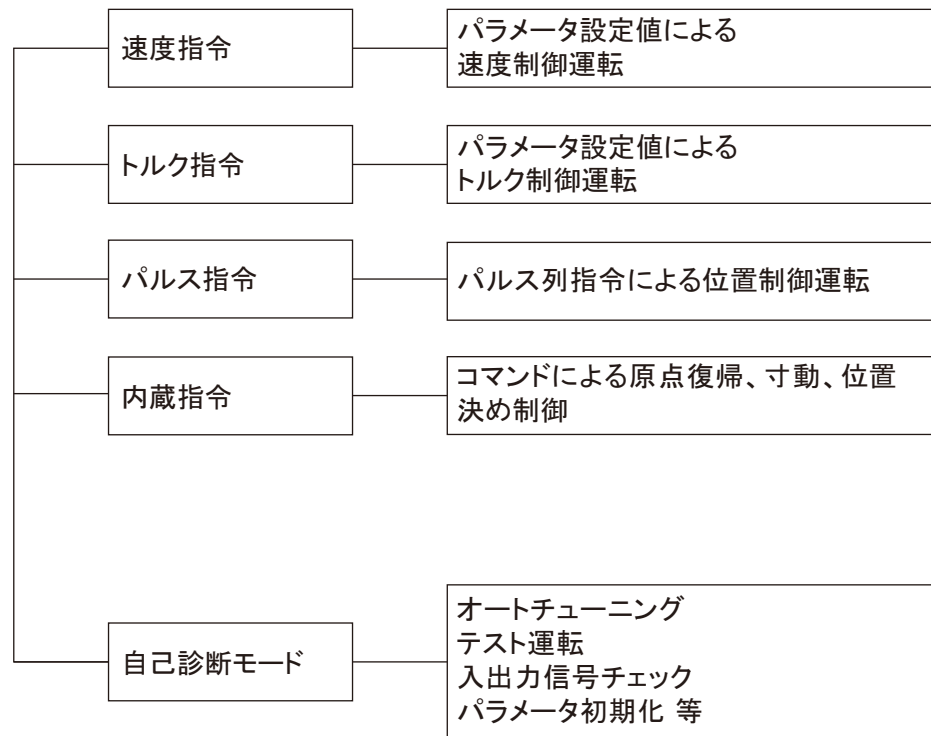 速度指令
パラメータ設定値による
速度制御運転
トルク指令
パラメータ設定値による
トルク制御運転
パルス指令
パルス列指令による位置制御運転
内蔵指令
コマンドによる原点復帰、寸動、位置
決め制御
自己診断モード
オートチューニング
テスト運転
入出力信号チェック
パラメータ初期化 等